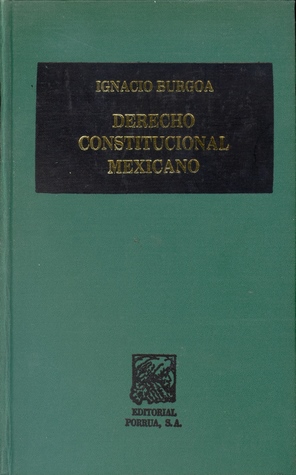 IGNACIO BURGOA
DERECHO
CONSTITUCIONAL
MEXICANO
EDITORIAL
PORRUA, S.A.